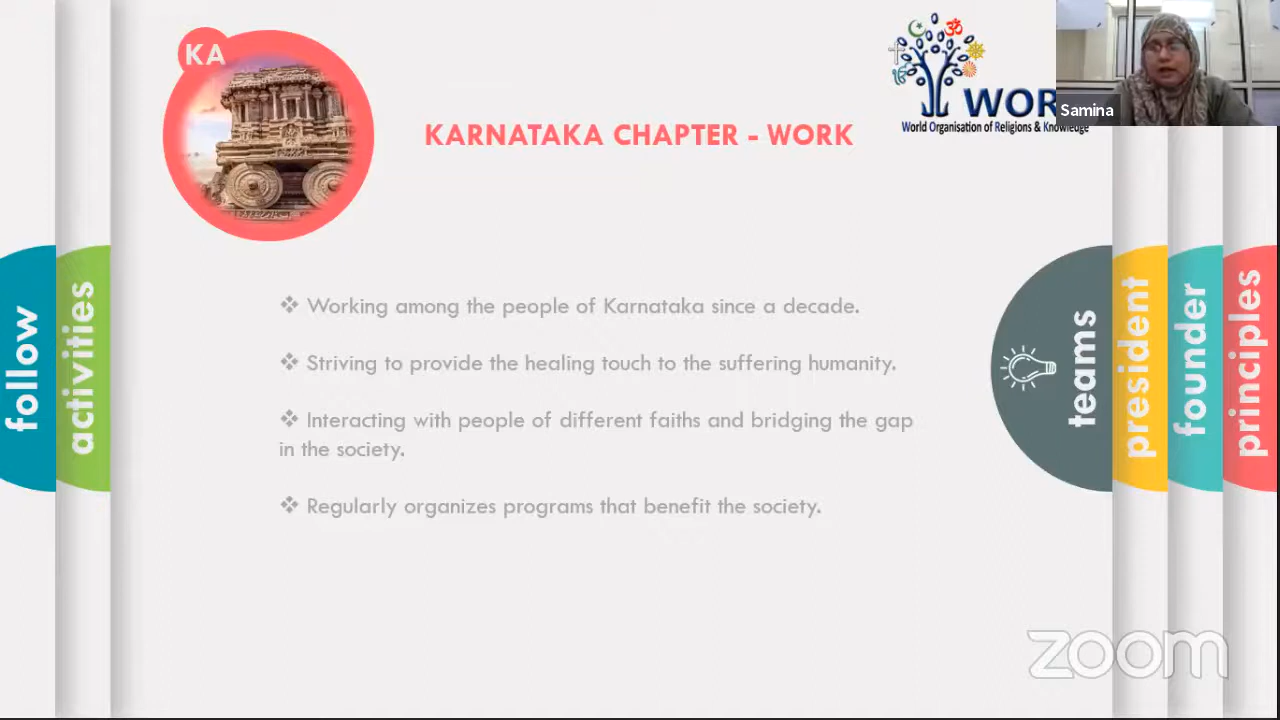 KA
KARNATAKA CHAPTER - WORK
WOR
World Organisation of Religions & Knowledge
Samina
❖ Working among the people of Karnataka since a decade.
❖ Striving to provide the healing touch to the suffering humanity.
❖ Interacting with people of different faiths and bridging the gap
in the society.
❖ Regularly organizes programs that benefit the society.
follow
activities
teams
president
founder
principles
zoom